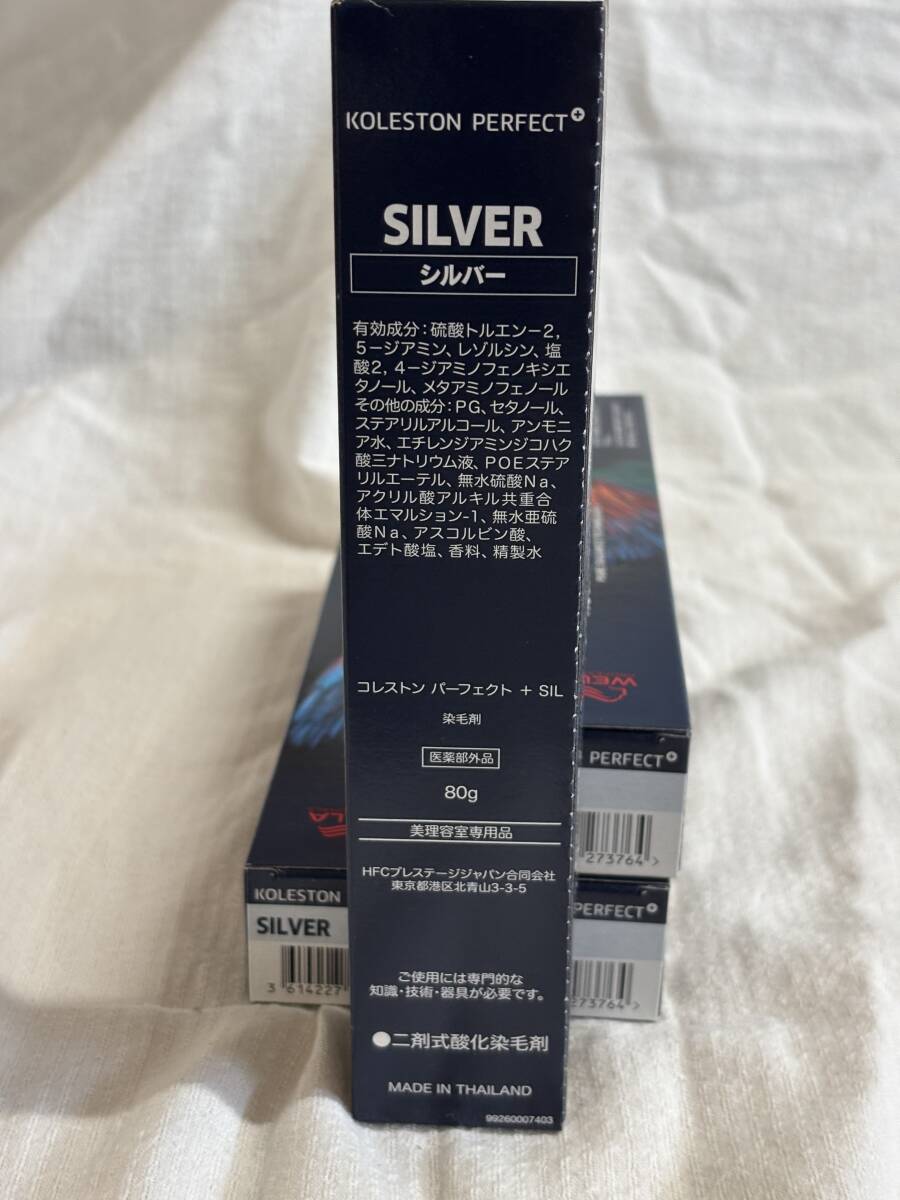 KOLESTON PERFECT+
SILVER
シルバー
有効成分：硫酸トルエン－2，
5－ジアミン、レゾルシン、塩
酸2，4－ジアミノフェノキシエ
タノール、メタアミノフェノール
その他の成分：PG、セタノール、
ステアリルアルコール、アンモニ
ア水、エチレンジアミンジコハク
酸三ナトリウム液、POEステア
リルエーテル、無水硫酸Na、
アクリル酸アルキル共重合
体エマルション-1、無水亜硫
酸Na、アスコルビン酸、
エデト酸塩、香料、精製水
コレストン パーフェクト + SIL
染毛剤
医薬部外品
80g
美理容室専用品
HFCプレステージジャパン合同会社
東京都港区北青山3-3-5
ご使用には専門的な
知識・技術・器具が必要です。
●二剤式酸化染毛剤
MADE IN THAILAND
99260007403
KOLESTON
SILVER
3 614227
PERFECT+
273764 >
PERFECT+
273764 >